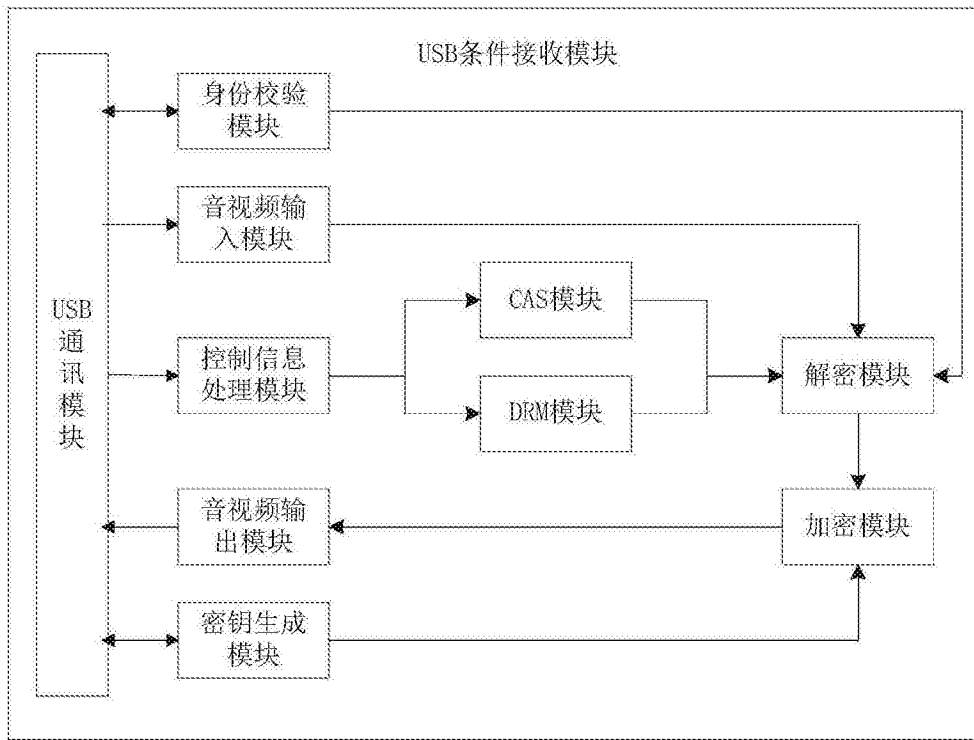 USB条件接收模块
身份校验
模块
音视频输
入模块
USB
通
讯
模
块
CAS模块
控制信息
处理模块
解密模块
DRM模块
音视频输
出模块
加密模块
密钥生成
模块